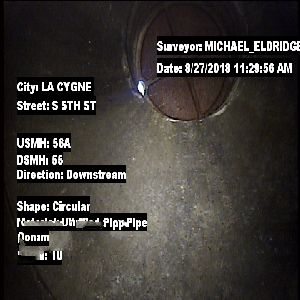 Surveyor: MICHAEL_ELDRIDGE
Date: 8/27/2018 11:29:56 AM
City: LA CYGNE
Street: S 5TH ST
USMH: 56A
DSMH: 56
Direction: Downstream
Shape: Circular
Pipe